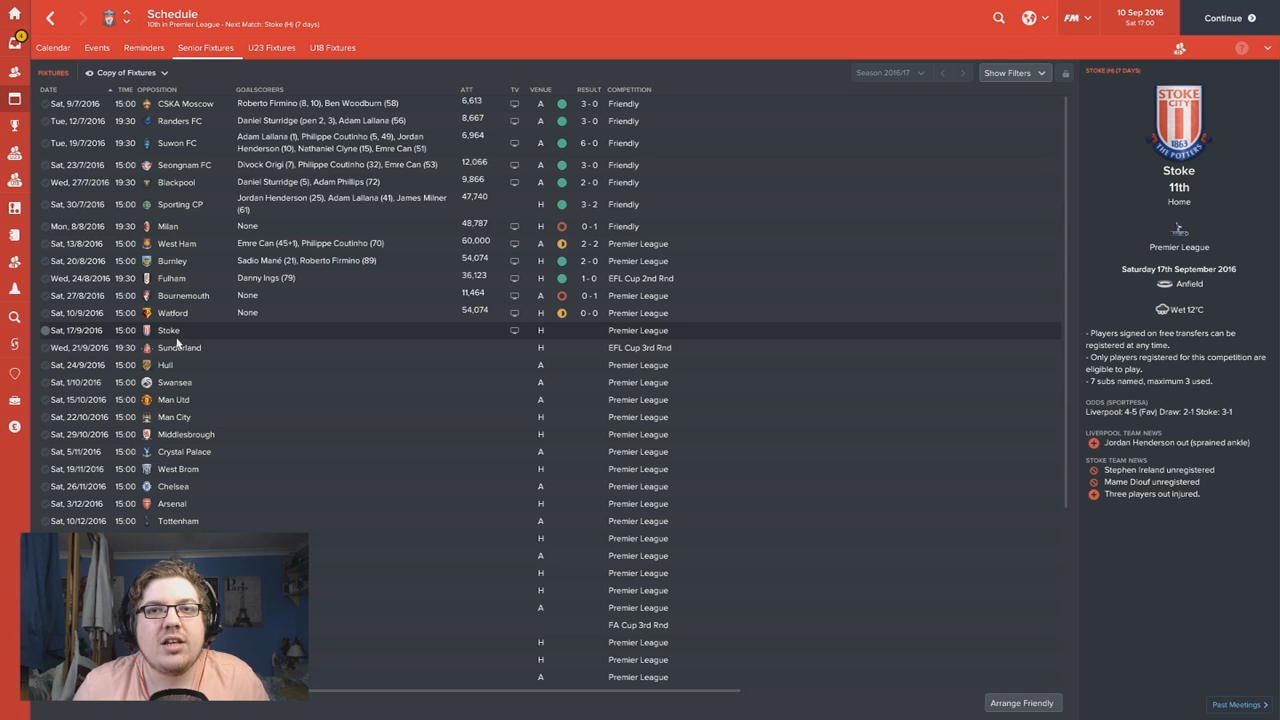 Schedule
10th in Premier League - Next Match: Stoke (H) (7 days)
4
FM
10 Sep 2016
Sat 17:00
Continue
Calendar Events Reminders Senior Fixtures U23 Fixtures U18 Fixtures
?
FIXTURES Copy of Fixtures Season 2016/17 Show Filters
DATE TIME OPPOSITION GOALSCORERS ATT TV VENUE RESULT COMPETITION
Sat, 9/7/2016 15:00 CSKA Moscow Roberto Firmino (8, 10), Ben Woodburn (58) 6,613 A 3 - 0 Friendly
Tue, 12/7/2016 19:30 Randers FC Daniel Sturridge (pen 2, 3), Adam Lallana (56) 8,667 A 3 - 0 Friendly
Tue, 19/7/2016 19:30 Suwon FC Adam Lallana (1), Philippe Coutinho (5, 49), Jordan Henderson (10), Nathaniel Clyne (15), Emre Can (51) 6,964 A 6 - 0 Friendly
Sat, 23/7/2016 15:00 Seongnam FC Divock Origi (7), Philippe Coutinho (32), Emre Can (53) 12,066 A 3 - 0 Friendly
Wed, 27/7/2016 19:30 Blackpool Daniel Sturridge (5), Adam Phillips (72) 9,866 A 2 - 0 Friendly
Sat, 30/7/2016 15:00 Sporting CP Jordan Henderson (25), Adam Lallana (41), James Milner (61) 47,740 H 3 - 2 Friendly
Mon, 8/8/2016 19:30 Milan None 48,787 H 0 - 1 Friendly
Sat, 13/8/2016 15:00 West Ham Emre Can (45+1), Philippe Coutinho (70) 60,000 A 2 - 2 Premier League
Sat, 20/8/2016 15:00 Burnley Sadio Mané (21), Roberto Firmino (89) 54,074 H 2 - 0 Premier League
Wed, 24/8/2016 19:30 Fulham Danny Ings (79) 36,123 H 1 - 0 EFL Cup 2nd Rnd
Sat, 27/8/2016 15:00 Bournemouth None 11,464 A 0 - 1 Premier League
Sat, 10/9/2016 15:00 Watford None 54,074 H 0 - 0 Premier League
Sat, 17/9/2016 15:00 Stoke H Premier League
Wed, 21/9/2016 19:30 Sunderland H EFL Cup 3rd Rnd
Sat, 24/9/2016 15:00 Hull A Premier League
Sat, 1/10/2016 15:00 Swansea A Premier League
Sat, 15/10/2016 15:00 Man Utd A Premier League
Sat, 22/10/2016 15:00 Man City H Premier League
Sat, 29/10/2016 15:00 Middlesbrough H Premier League
Sat, 5/11/2016 15:00 Crystal Palace A Premier League
Sat, 19/11/2016 15:00 West Brom H Premier League
Sat, 26/11/2016 15:00 Chelsea A Premier League
Sat, 3/12/2016 15:00 Arsenal H Premier League
Sat, 10/12/2016 15:00 Tottenham A Premier League
H Premier League
A Premier League
H Premier League
H Premier League
A Premier League
FA Cup 3rd Rnd
H Premier League
H Premier League
A Premier League
Paris
Arrange Friendly
STOKE (H) (7 DAYS)
STOKE
CITY
1863
THE POTTERS
Stoke
11th
Home
Premier League
Saturday 17th September 2016
Anfield
Wet 12°C
- Players signed on free transfers can be
registered at any time.
- Only players registered for this competition are
eligible to play.
- 7 subs named, maximum 3 used.
ODDS (SPORTPESA)
Liverpool: 4-5 (Fav) Draw: 2-1 Stoke: 3-1
LIVERPOOL TEAM NEWS
Jordan Henderson out (sprained ankle)
STOKE TEAM NEWS
Stephen Ireland unregistered
Mame Diouf unregistered
Three players out injured.
Past Meetings